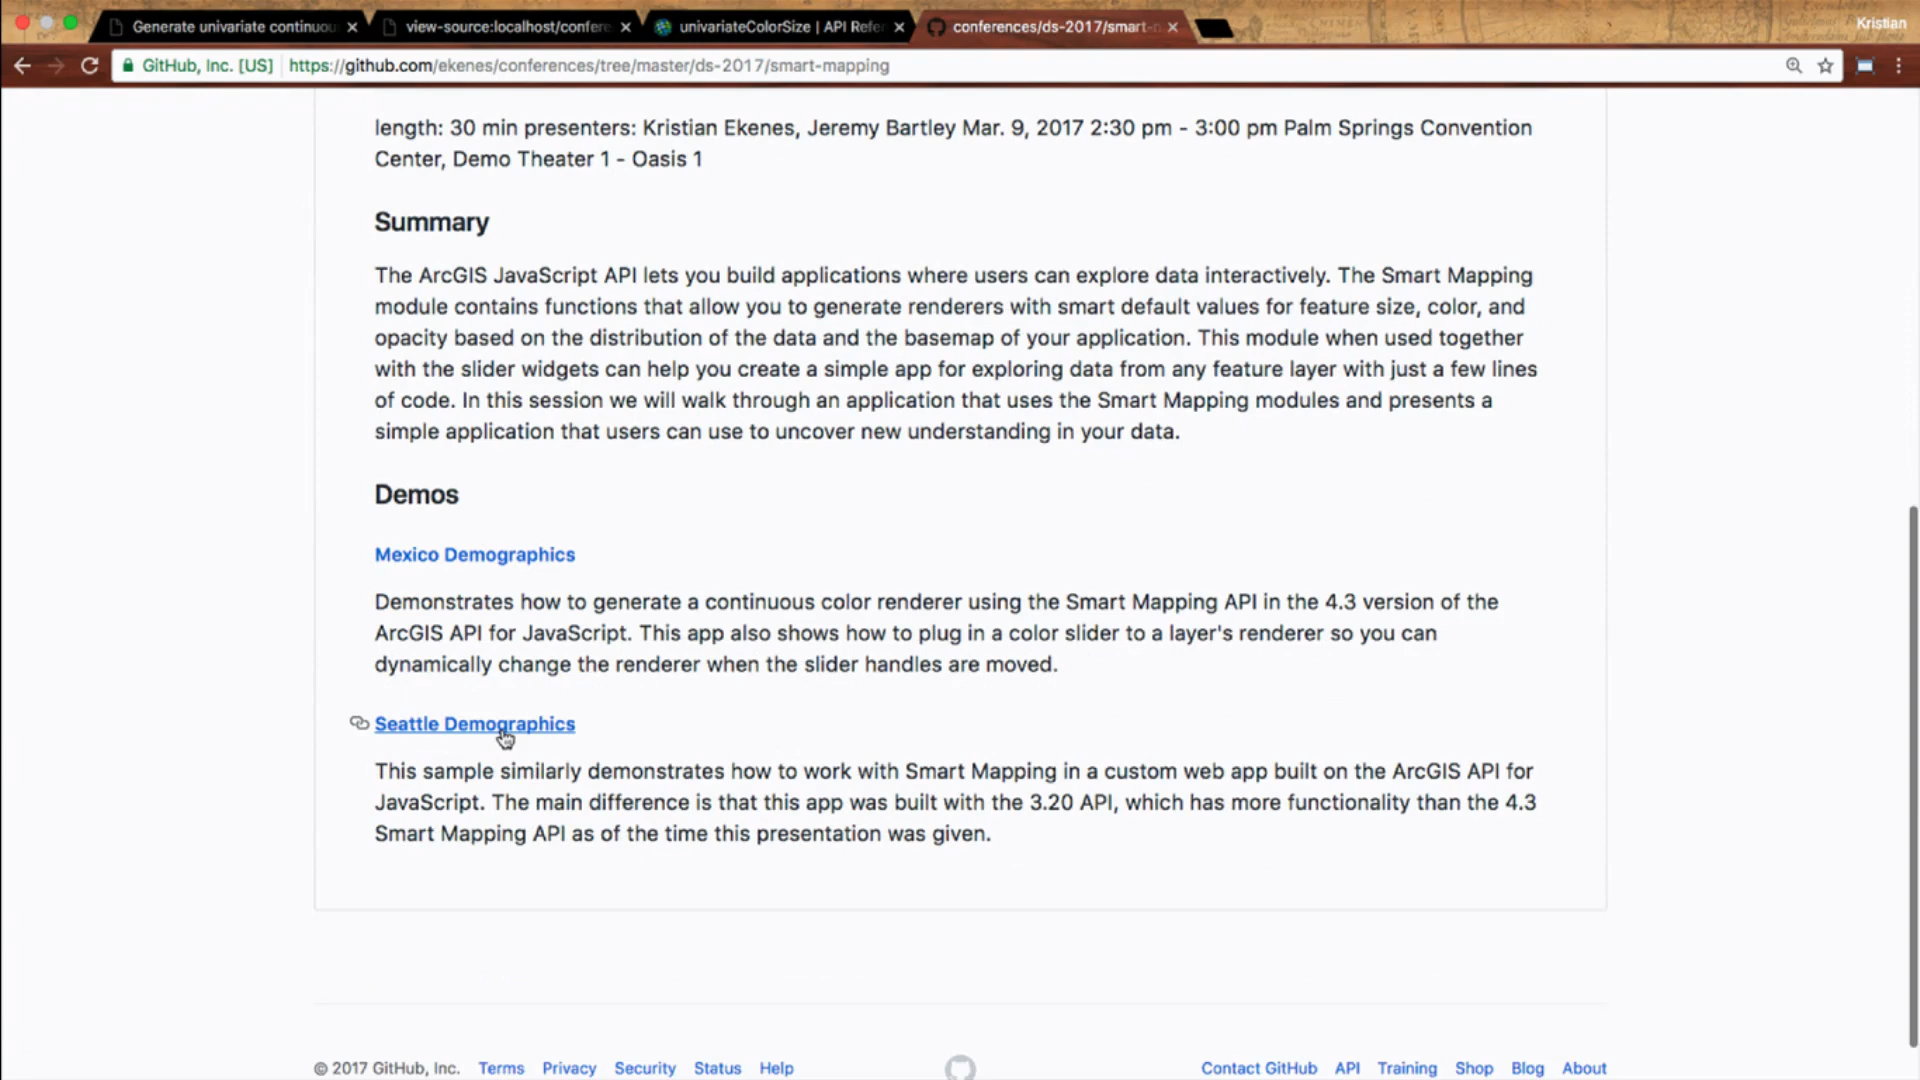 Generate univariate continuou
view-source:localhost/confere
univariateColorSize | API Refer
conferences/ds-2017/smart-n
Kristian
GitHub, Inc. [US]
https://github.com/ekenes/conferences/tree/master/ds-2017/smart-mapping
length: 30 min presenters: Kristian Ekenes, Jeremy Bartley Mar. 9, 2017 2:30 pm - 3:00 pm Palm Springs Convention
Center, Demo Theater 1 - Oasis 1
Summary
The ArcGIS JavaScript API lets you build applications where users can explore data interactively. The Smart Mapping
module contains functions that allow you to generate renderers with smart default values for feature size, color, and
opacity based on the distribution of the data and the basemap of your application. This module when used together
with the slider widgets can help you create a simple app for exploring data from any feature layer with just a few lines
of code. In this session we will walk through an application that uses the Smart Mapping modules and presents a
simple application that users can use to uncover new understanding in your data.
Demos
Mexico Demographics
Demonstrates how to generate a continuous color renderer using the Smart Mapping API in the 4.3 version of the
ArcGIS API for JavaScript. This app also shows how to plug in a color slider to a layer's renderer so you can
dynamically change the renderer when the slider handles are moved.
Seattle Demographics
This sample similarly demonstrates how to work with Smart Mapping in a custom web app built on the ArcGIS API for
JavaScript. The main difference is that this app was built with the 3.20 API, which has more functionality than the 4.3
Smart Mapping API as of the time this presentation was given.
© 2017 GitHub, Inc. Terms Privacy Security Status Help
Contact GitHub API Training Shop Blog About